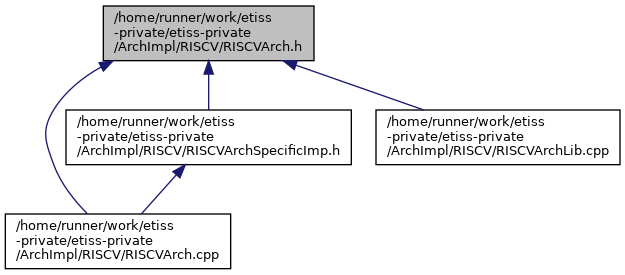 /home/runner/work/etiss
-private/etiss-private
/ArchImpl/RISCV/RISCVArch.h
/home/runner/work/etiss
-private/etiss-private
/ArchImpl/RISCV/RISCVArchSpecificImp.h
/home/runner/work/etiss
-private/etiss-private
/ArchImpl/RISCV/RISCVArchLib.cpp
/home/runner/work/etiss
-private/etiss-private
/ArchImpl/RISCV/RISCVArch.cpp